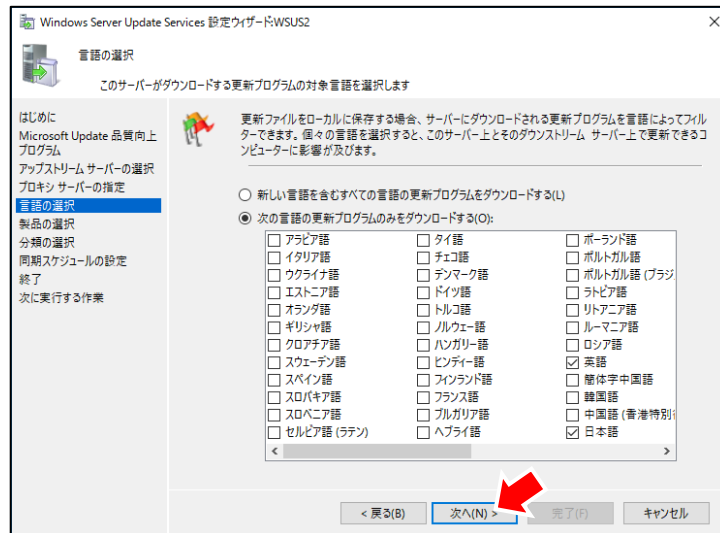 Windows Server Update Services 設定ウィザード:WSUS2
言語の選択
このサーバーがダウンロードする更新プログラムの対象言語を選択します
はじめに
Microsoft Update 品質向上
プログラム
アップストリーム サーバーの選択
プロキシ サーバーの指定
言語の選択
製品の選択
分類の選択
同期スケジュールの設定
終了
次に実行する作業
更新ファイルをローカルに保存する場合、サーバーにダウンロードされる更新プログラムを言語によってフィル
ターできます。個々の言語を選択すると、このサーバー上とそのダウンストリーム サーバー上で更新できるコ
ンピューターに影響が及びます。
新しい言語を含むすべての言語の更新プログラムをダウンロードする(L)
次の言語の更新プログラムのみをダウンロードする(O):
アラビア語 タイ語 ポーランド語
イタリア語 チェコ語 ポルトガル語
ウクライナ語 デンマーク語 ポルトガル語 (ブラジ
エストニア語 ドイツ語 ラトビア語
オランダ語 トルコ語 リトアニア語
ギリシャ語 ノルウェー語 ルーマニア語
クロアチア語 ハンガリー語 ロシア語
スウェーデン語 ヒンディー語 英語
スペイン語 フィンランド語 簡体字中国語
スロバキア語 フランス語 韓国語
スロベニア語 ブルガリア語 中国語 (香港特別
セルビア語 (ラテン) ヘブライ語 日本語
< 戻る(B) 次へ(N) > 完了(F) キャンセル